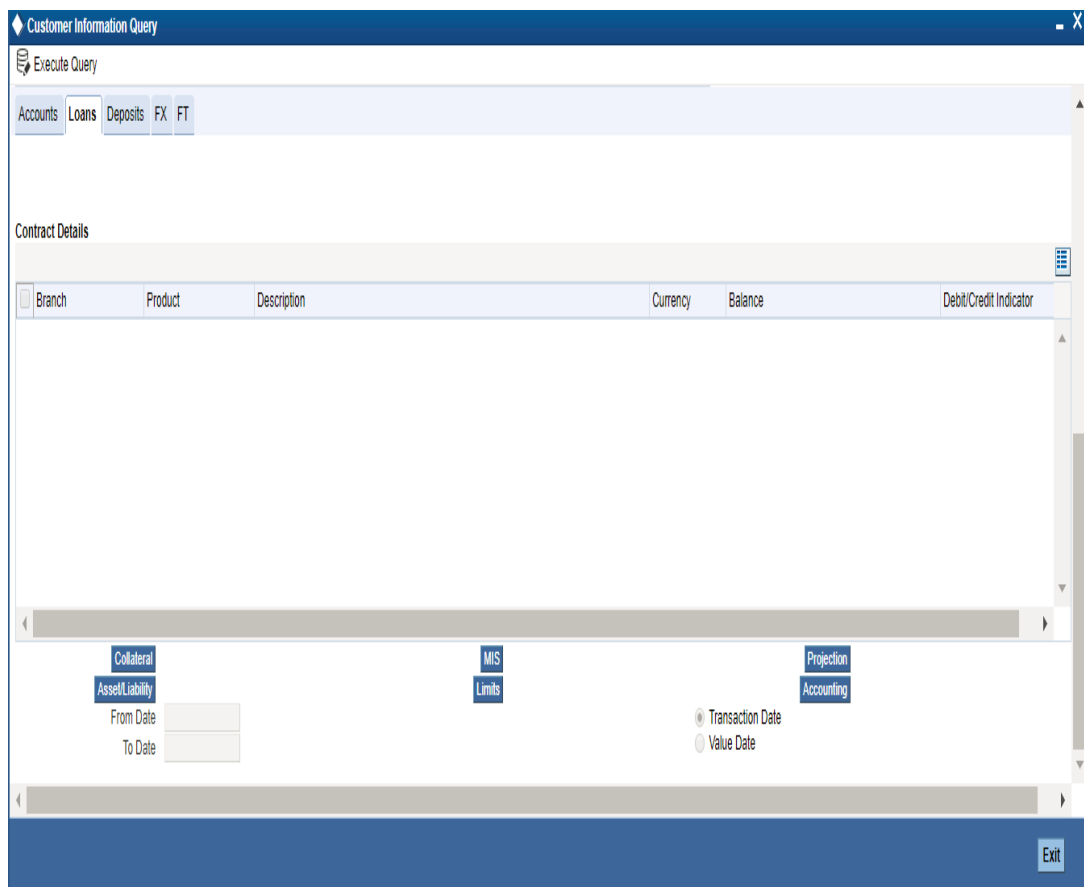 Customer Information Query
Execute Query
Accounts Loans Deposits FX FT
Contract Details
Branch Product Description Currency Balance Debit/Credit Indicator
Collateral MIS Projection
Asset/Liability Limits Accounting
From Date Transaction Date
To Date Value Date
Exit